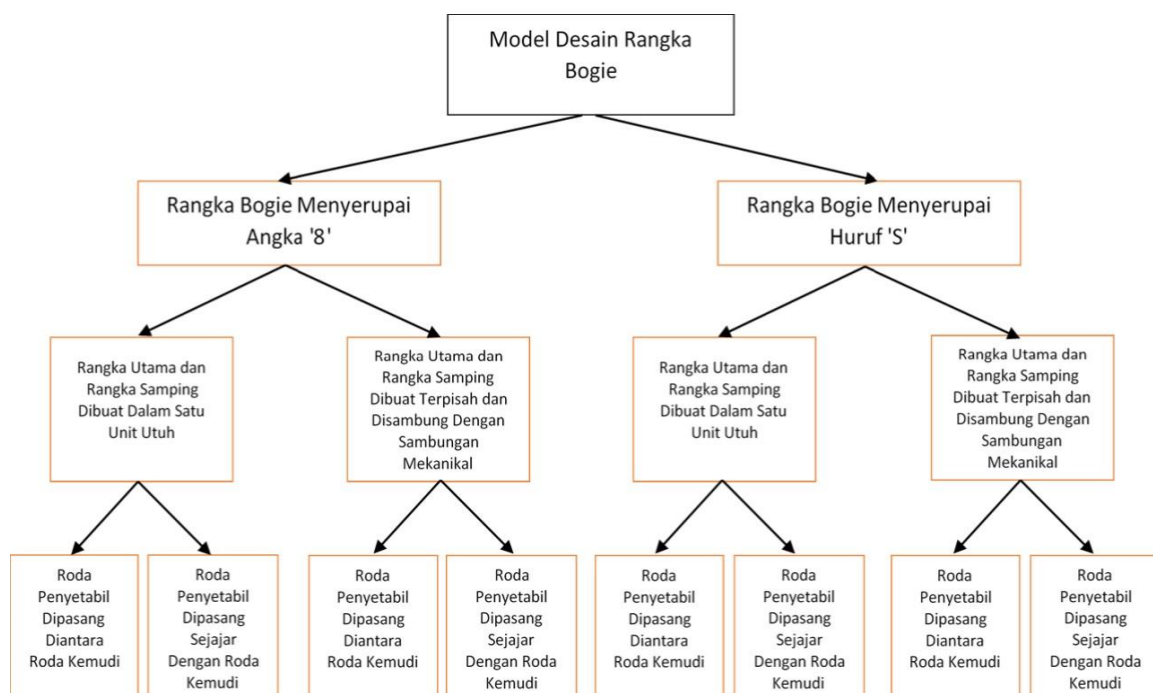 Model Desain Rangka
Bogie
Rangka Bogie Menyerupai
Angka '8'
Rangka Bogie Menyerupai
Huruf 'S'
Rangka Utama dan
Rangka Samping
Dibuat Dalam Satu
Unit Utuh
Rangka Utama dan
Rangka Samping
Dibuat Terpisah dan
Disambung Dengan
Sambungan
Mekanikal
Rangka Utama dan
Rangka Samping
Dibuat Dalam Satu
Unit Utuh
Rangka Utama dan
Rangka Samping
Dibuat Terpisah dan
Disambung Dengan
Sambungan
Mekanikal
Roda
Penyetabil
Dipasang
Diantara
Roda Kemudi
Roda
Penyetabil
Dipasang
Sejajar
Dengan Roda
Kemudi
Roda
Penyetabil
Dipasang
Diantara
Roda Kemudi
Roda
Penyetabil
Dipasang
Sejajar
Dengan Roda
Kemudi
Roda
Penyetabil
Dipasang
Diantara
Roda Kemudi
Roda
Penyetabil
Dipasang
Sejajar
Dengan Roda
Kemudi
Roda
Penyetabil
Dipasang
Diantara
Roda Kemudi
Roda
Penyetabil
Dipasang
Sejajar
Dengan Roda
Kemudi